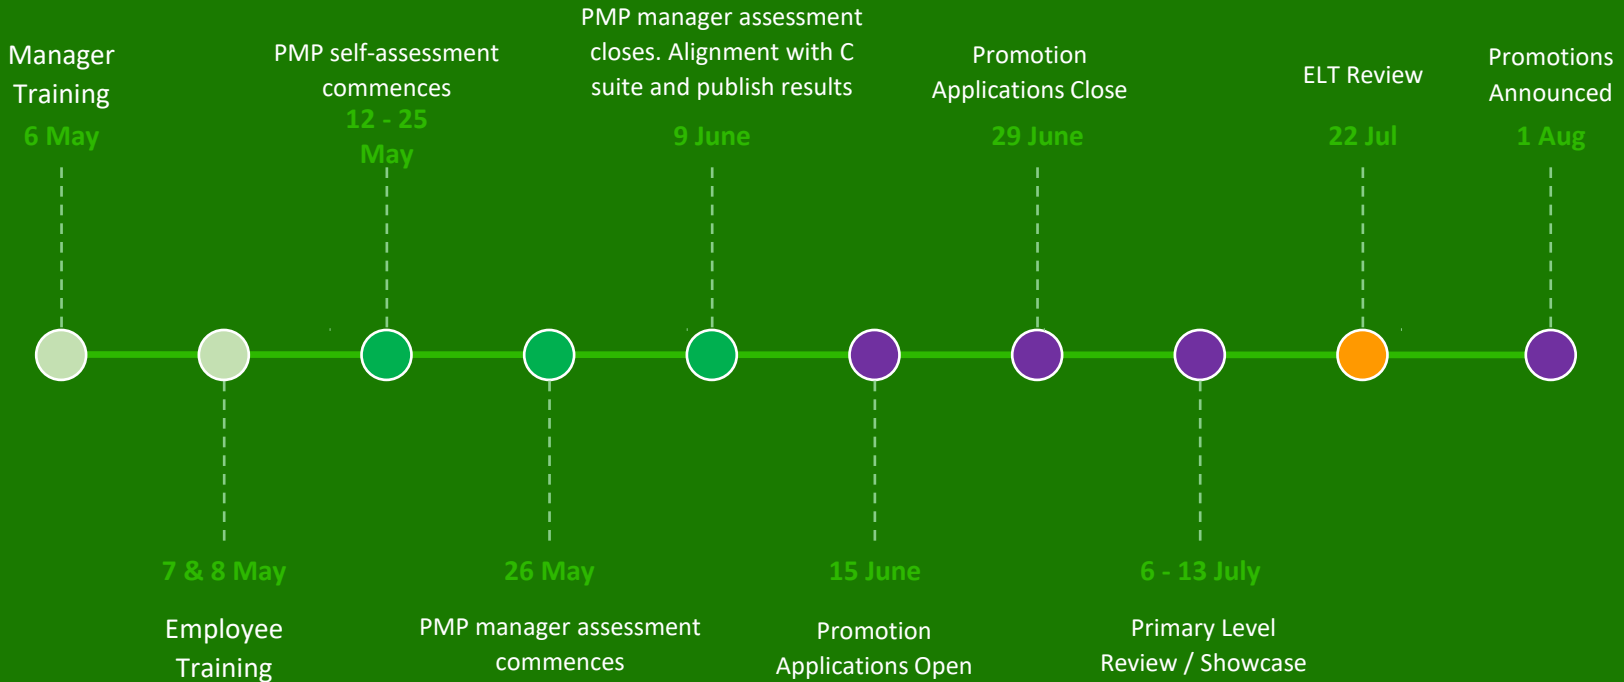 Manager
Training
6 May
PMP self-assessment
commences
12 - 25
May
PMP manager assessment
closes. Alignment with C
suite and publish results
9 June
Promotion
Applications Close
29 June
ELT Review
22 Jul
Promotions
Announced
1 Aug
7 & 8 May
Employee
Training
26 May
PMP manager assessment
commences
15 June
Promotion
Applications Open
6 - 13 July
Primary Level
Review / Showcase